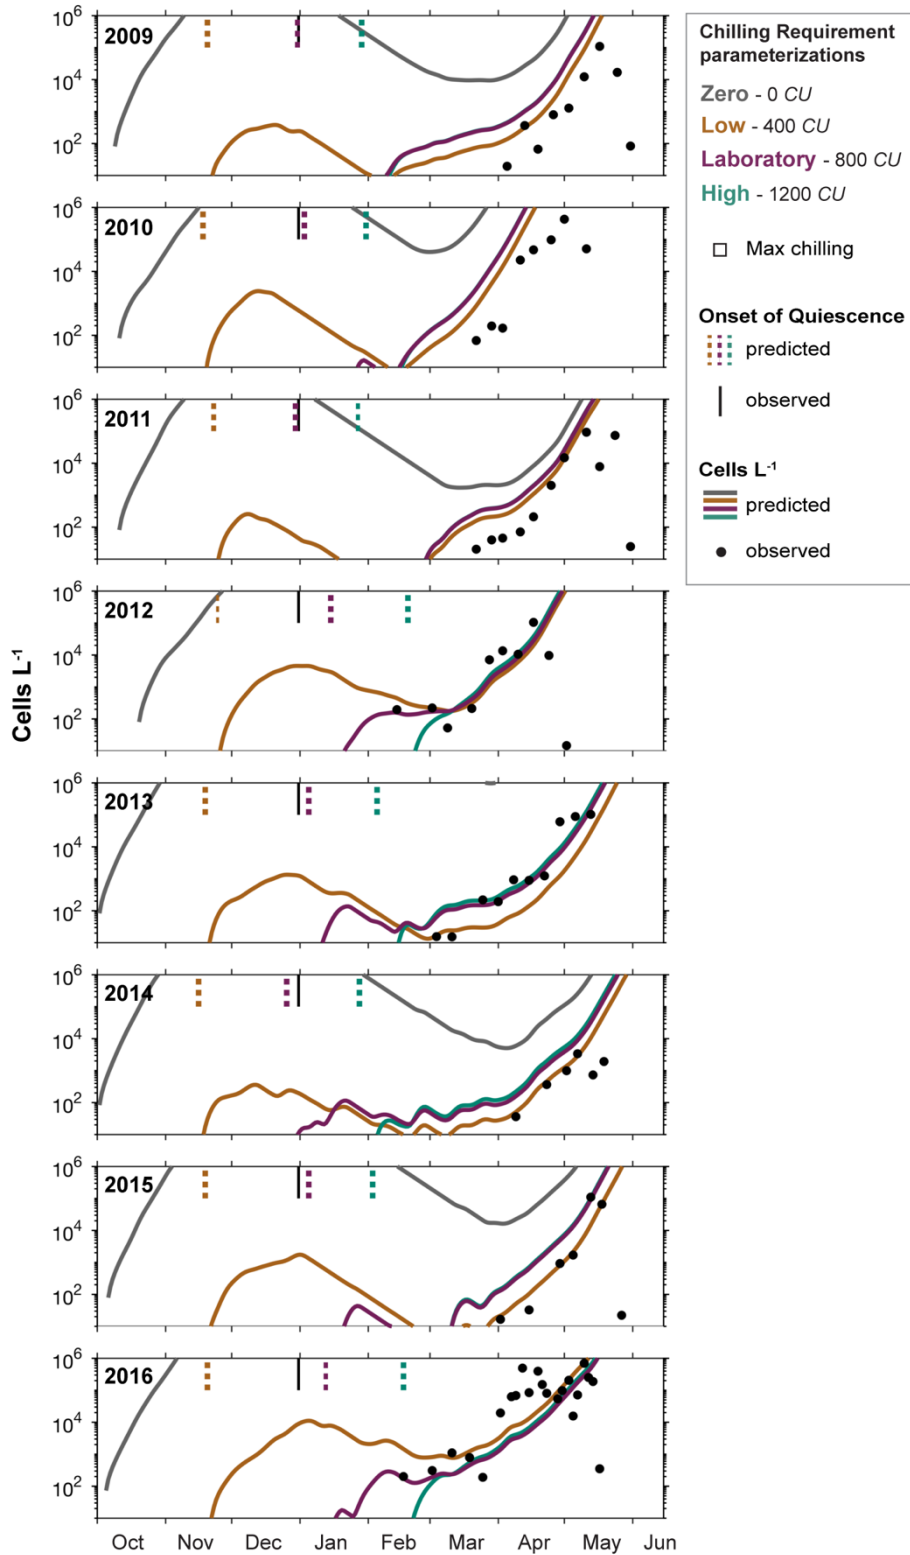 2009
10^6
10^4
10^2
2010
10^6
10^4
10^2
2011
10^6
10^4
10^2
2012
10^6
10^4
10^2
2013
10^6
10^4
10^2
2014
10^6
10^4
10^2
2015
10^6
10^4
10^2
2016
10^6
10^4
10^2
Cells L⁻¹
Oct Nov Dec Jan Feb Mar Apr May Jun
Chilling Requirement
parameterizations
Zero - 0 CU
Low - 400 CU
Laboratory - 800 CU
High - 1200 CU
Max chilling
Onset of Quiescence
predicted
observed
Cells L⁻¹
predicted
observed